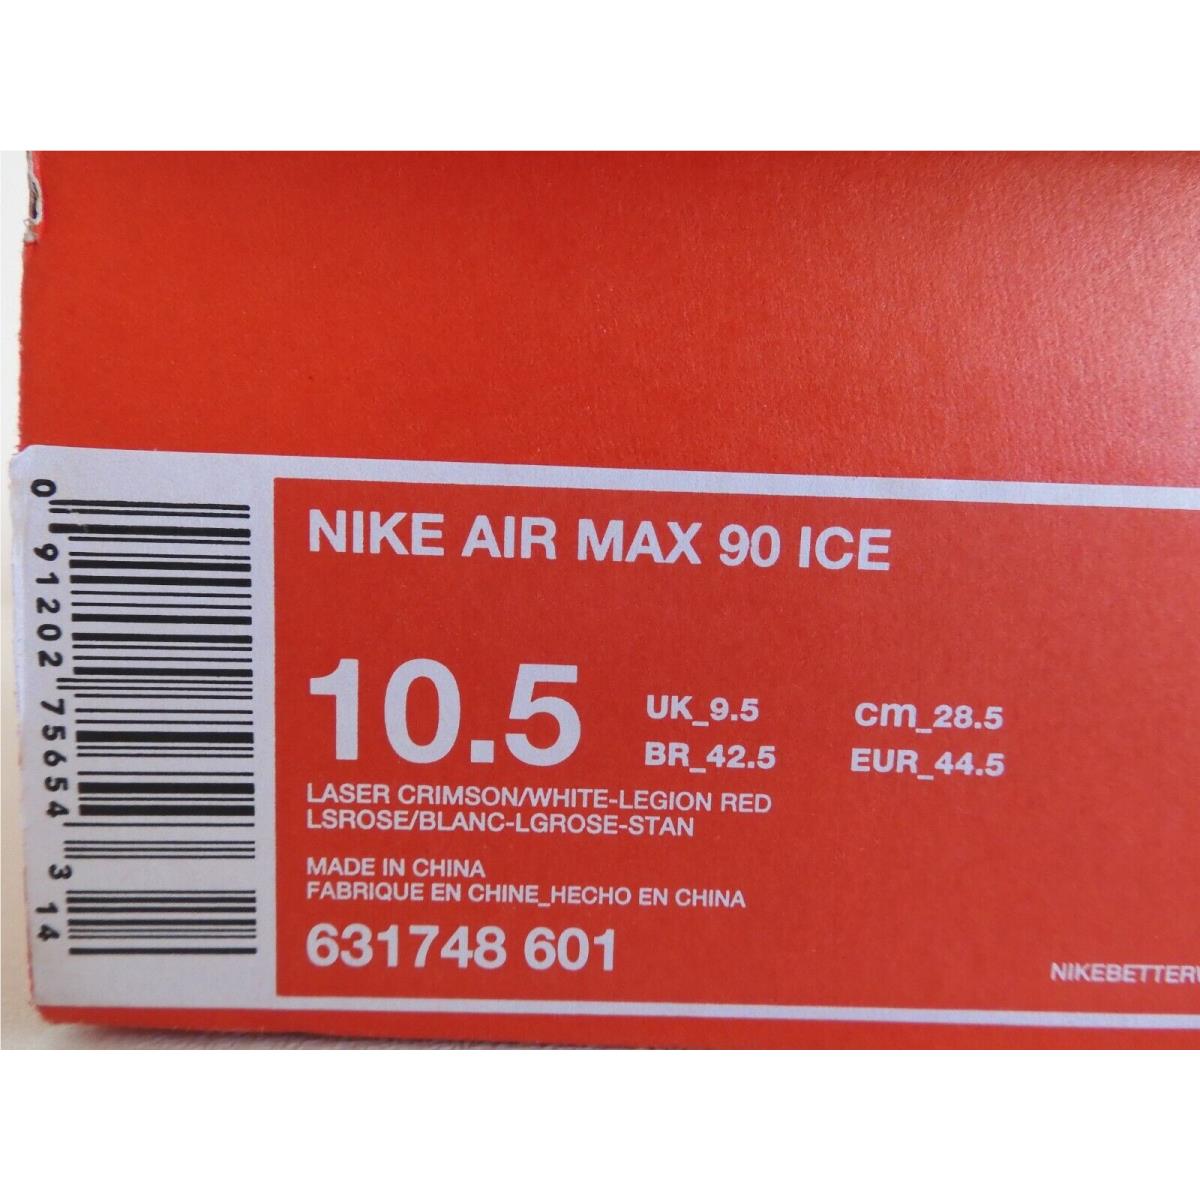 NIKE AIR MAX 90 ICE
10.5
UK_9.5
cm_28.5
BR_42.5
EUR_44.5
LASER CRIMSON/WHITE-LEGION RED
LSROSE/BLANC-LGROSE-STAN
MADE IN CHINA
FABRIQUE EN CHINE_HECHO EN CHINA
631748 601
0 91202 75654 3 14